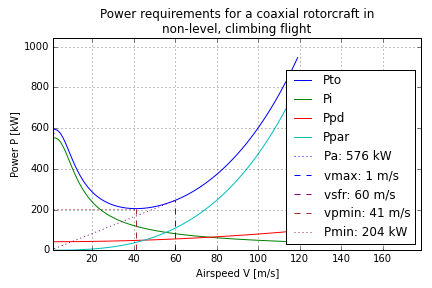 Power requirements for a coaxial rotorcraft in
non-level, climbing flight
1000
800
600
400
200
0
Power P [kW]
20 40 60 80 100 120 140 160
Airspeed V [m/s]
Pto
Pi
Ppd
Ppar
Pa: 576 kW
vmax: 1 m/s
vsfr: 60 m/s
vpmin: 41 m/s
Pmin: 204 kW